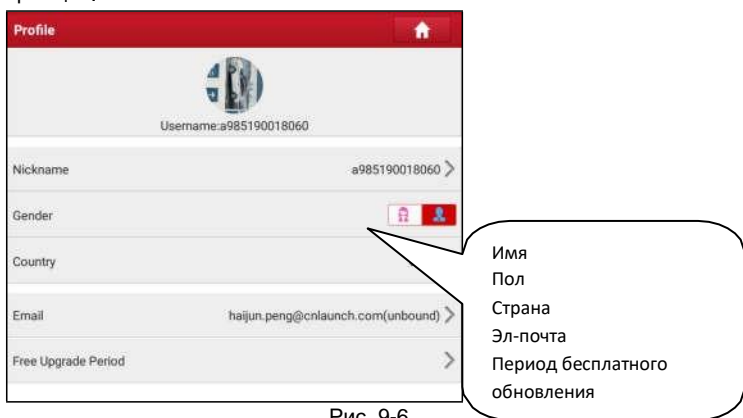 Profile
Username:a985190018060
Nickname a985190018060
Gender
Country
Email haijun.peng@cnlaunch.com(unbound)
Free Upgrade Period
Имя
Пол
Страна
Эл-почта
Период бесплатного
обновления
Рис. 9-6